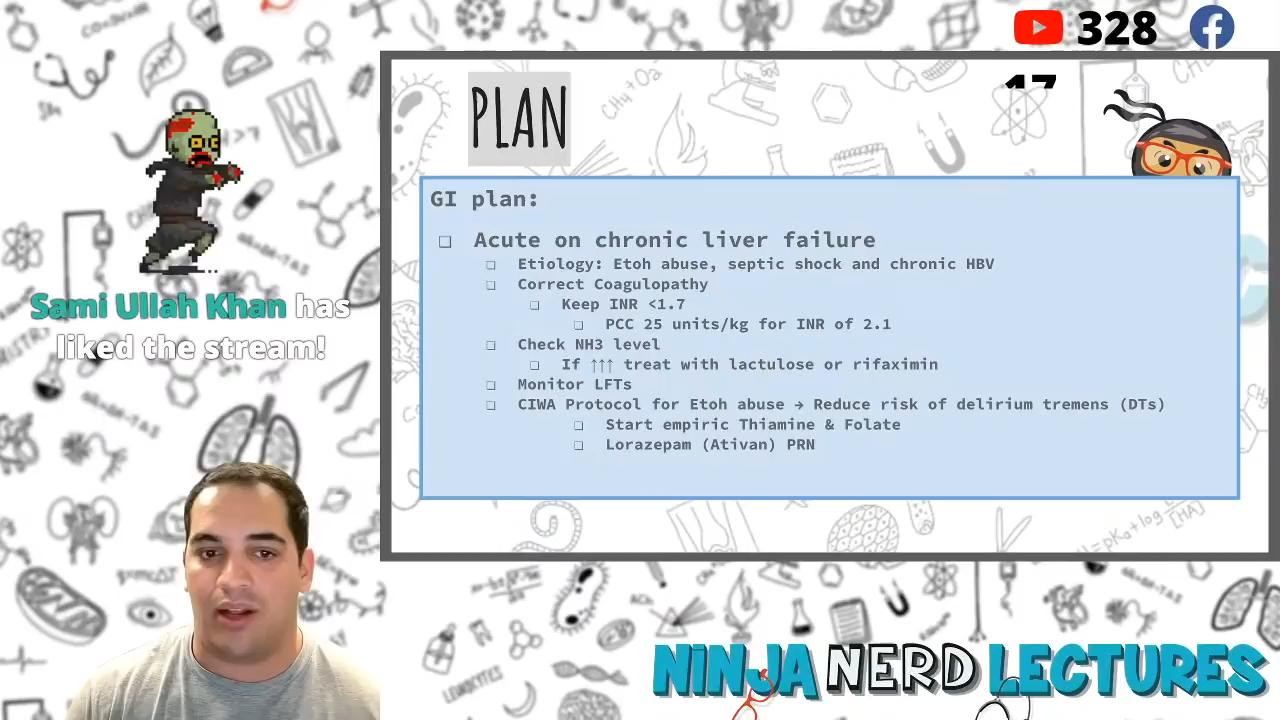 328
17
PLAN
GI plan:
❏ Acute on chronic liver failure
❏ Etiology: Etoh abuse, septic shock and chronic HBV
❏ Correct Coagulopathy
❏ Keep INR <1.7
❏ PCC 25 units/kg for INR of 2.1
❏ Check NH3 level
❏ If ↑↑↑ treat with lactulose or rifaximin
❏ Monitor LFTs
❏ CIWA Protocol for Etoh abuse → Reduce risk of delirium tremens (DTs)
❏ Start empiric Thiamine & Folate
❏ Lorazepam (Ativan) PRN
Sami Ullah Khan has
liked the stream!
NINJA NERD LECTURES